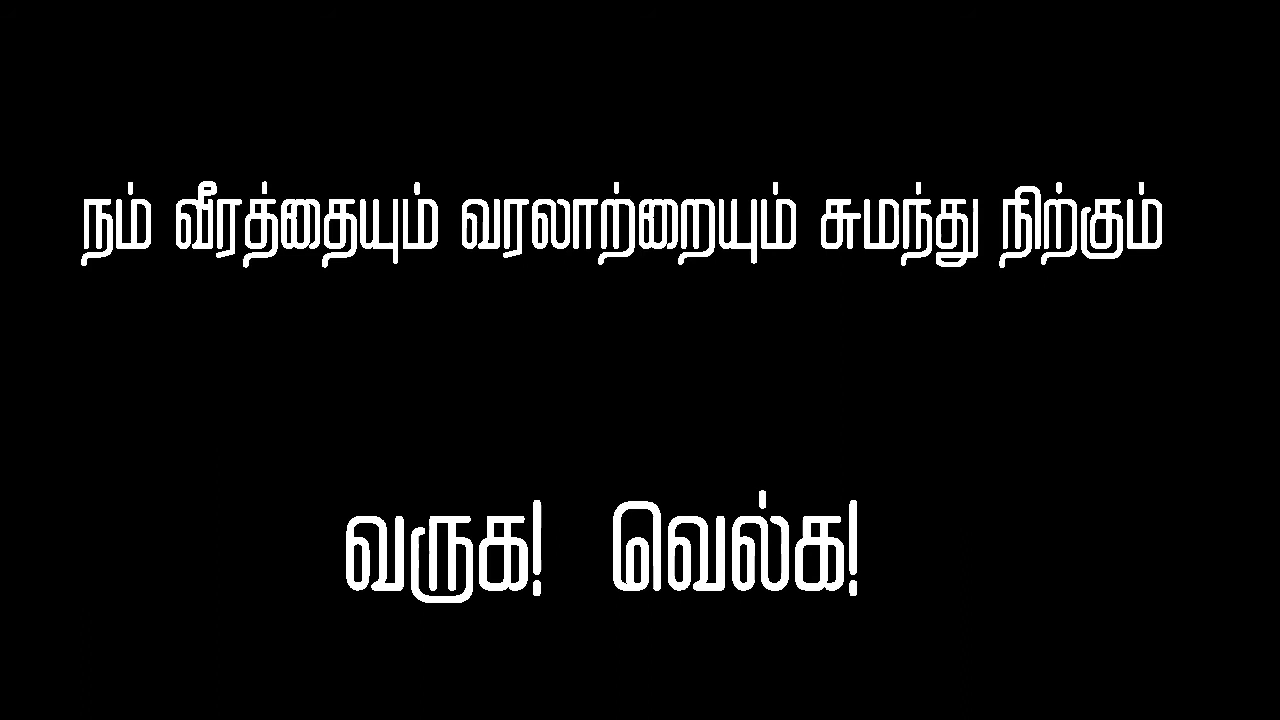 நம் வீரத்தையும் வரலாற்றையும் சுமந்து நிற்கும்
வருக! வெல்க!